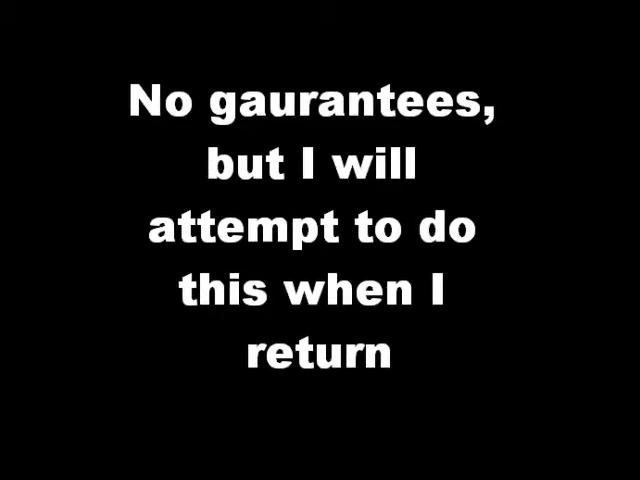 No gaurantees,
but I will
attempt to do
this when I
return